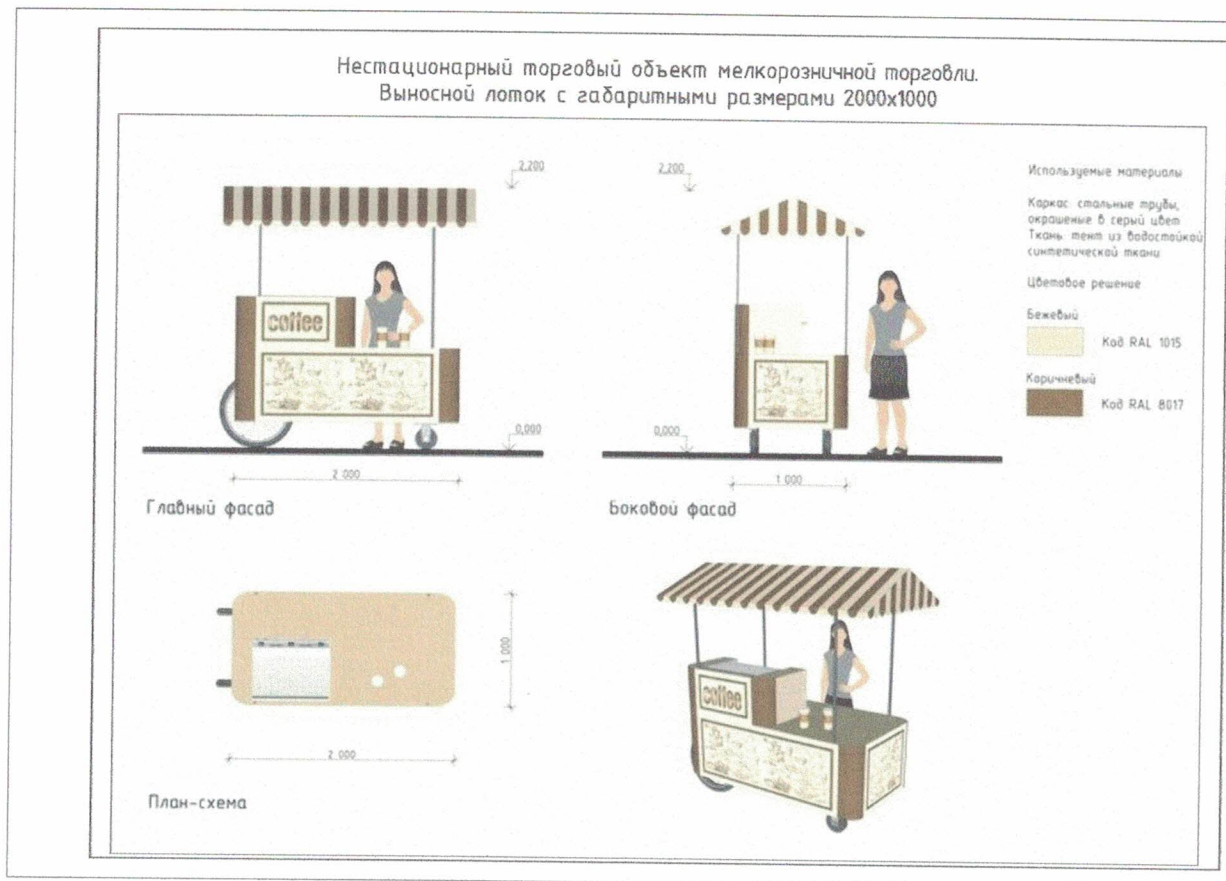 Нестационарный торговый объект мелкорозничной торговли.
Выносной лоток с габаритными размерами 2000х1000
2,200
coffee
0,000
2 000
Главный фасад
2,200
0,000
1 000
Боковой фасад
Используемые материалы
Каркас стальные трубы,
окрашеные в серый цвет
Ткань тент из водостойкой
синтетической ткани
Цветовое решение
Бежевый
Код RAL 1015
Коричневый
Код RAL 8017
1 000
2 000
План-схема
coffee